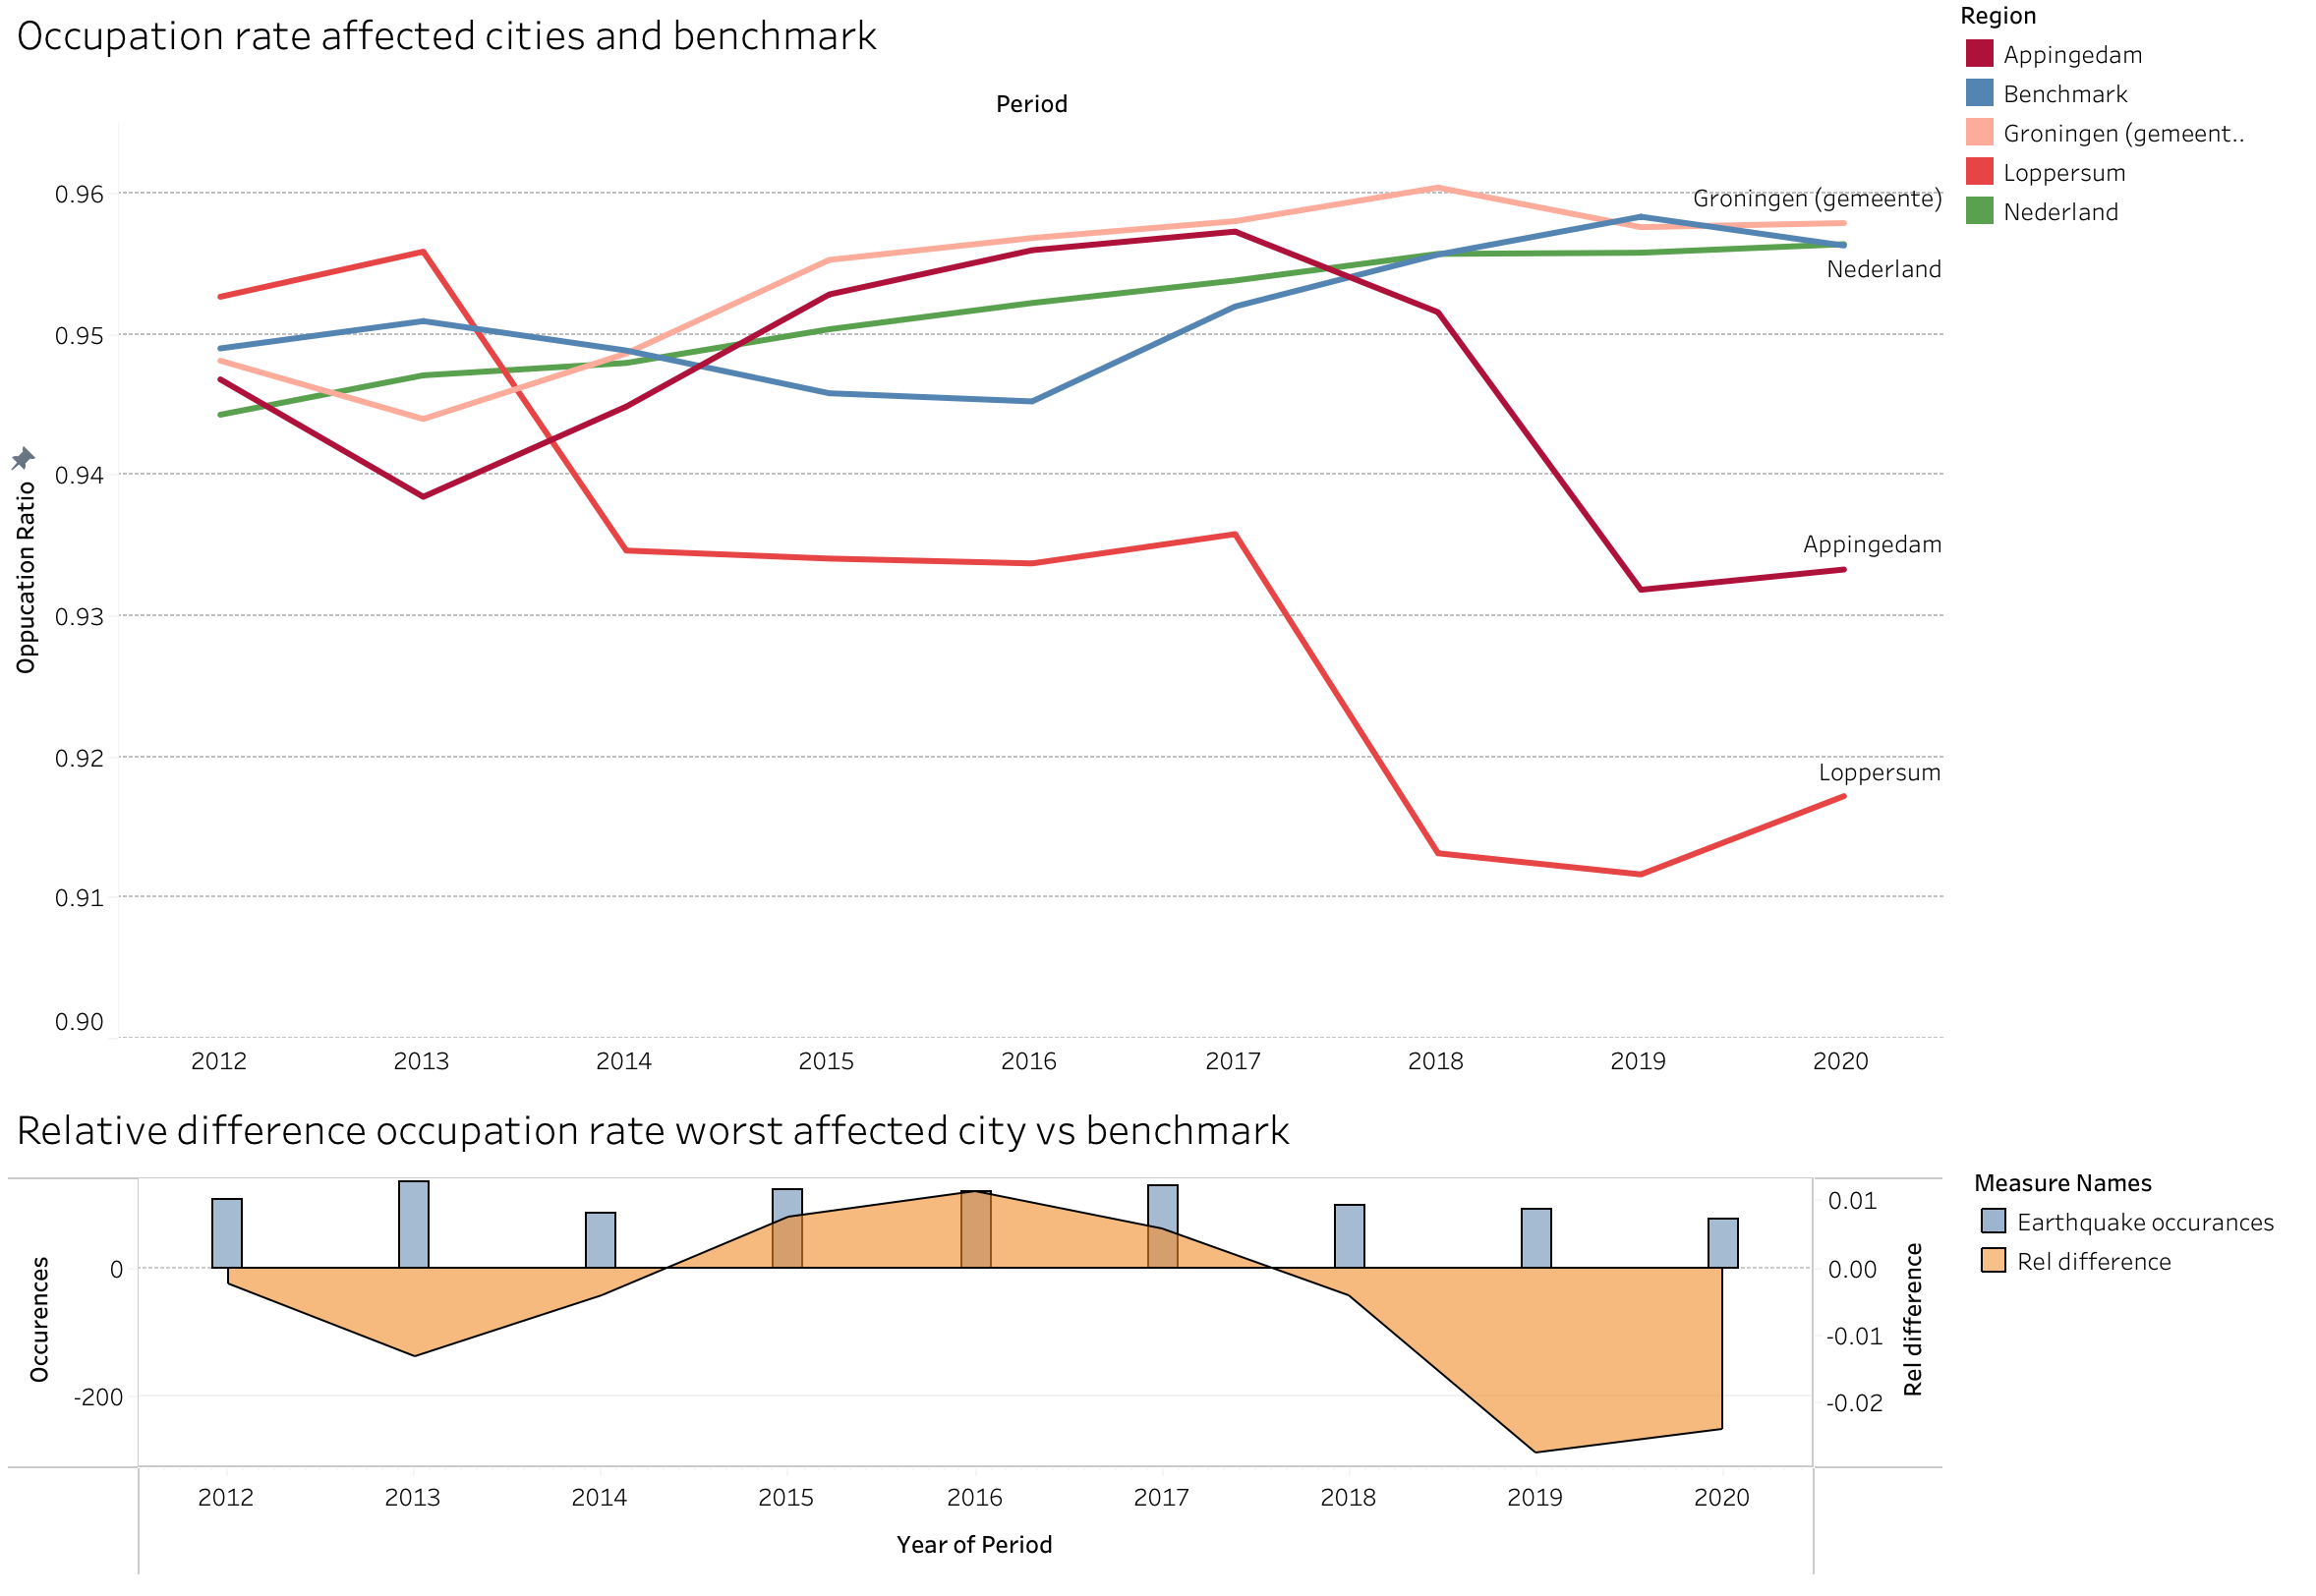 Occupation rate affected cities and benchmark
Period
Region
Appingedam
Benchmark
Groningen (gemeent..
Loppersum
Nederland
Oppucation Ratio
0.96
0.95
0.94
0.93
0.92
0.91
0.90
Groningen (gemeente)
Nederland
Appingedam
Loppersum
2012 2013 2014 2015 2016 2017 2018 2019 2020
Relative difference occupation rate worst affected city vs benchmark
Occurences
0
-200
0.01
0.00
-0.01
-0.02
Rel difference
Measure Names
Earthquake occurances
Rel difference
2012 2013 2014 2015 2016 2017 2018 2019 2020
Year of Period